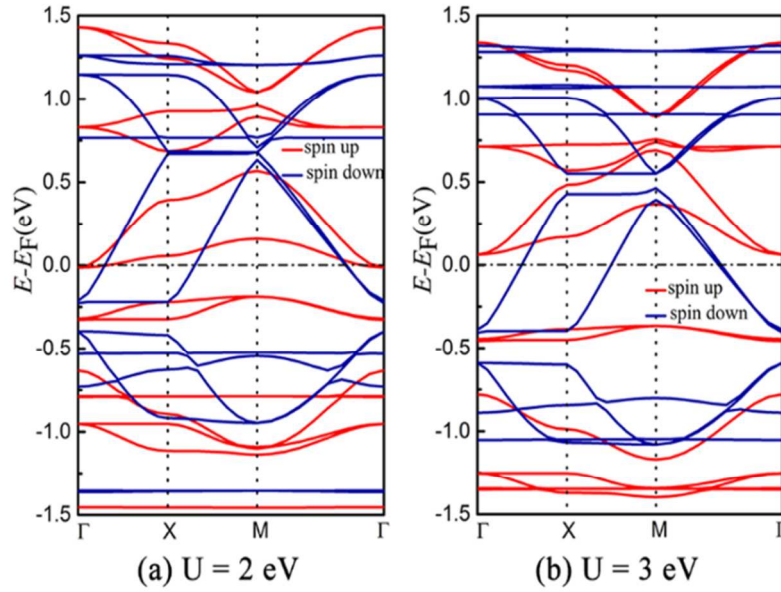 1.5
1.0
0.5
0.0
-0.5
-1.0
-1.5
E-EF(eV)
spin up
spin down
Γ X M Γ
(a) U = 2 eV
1.5
1.0
0.5
0.0
-0.5
-1.0
-1.5
E-EF(eV)
spin up
spin down
Γ X M Γ
(b) U = 3 eV